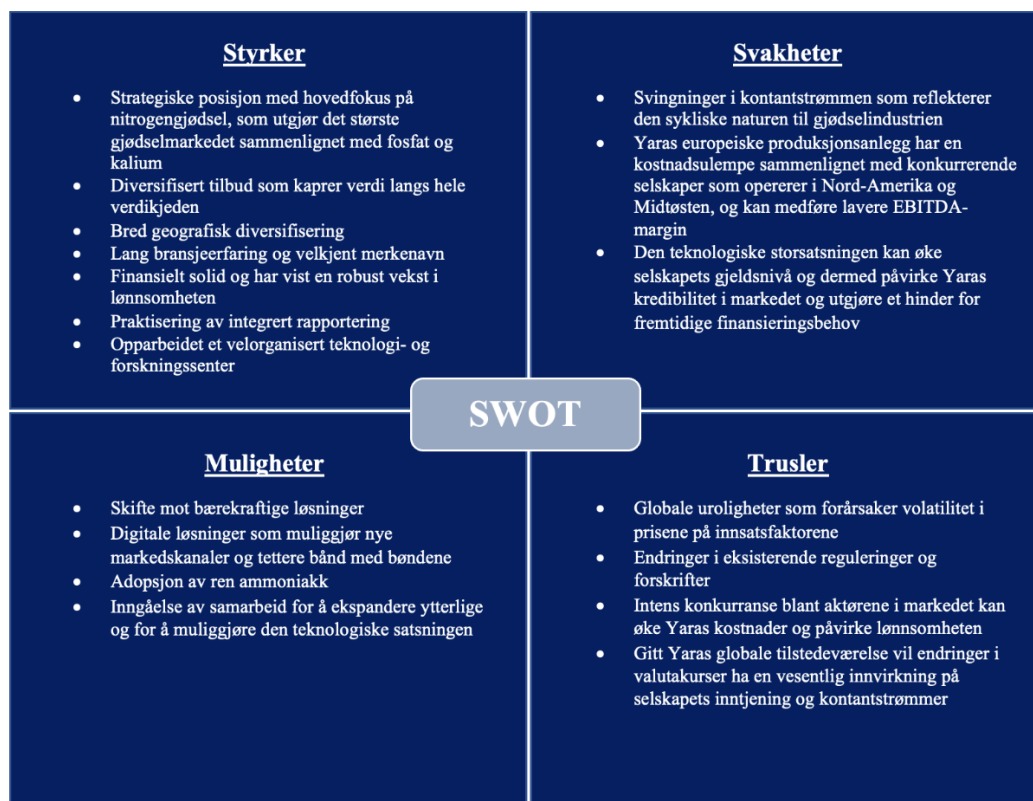 Styrker
• Strategiske posisjon med hovedfokus på
nitrogengjødsel, som utgjør det største
gjødselmarkedet sammenlignet med fosfat og
kalium
• Diversifisert tilbud som kaprer verdi langs hele
verdikjeden
• Bred geografisk diversifisering
• Lang bransjeerfaring og velkjent merkenavn
• Finansielt solid og har vist en robust vekst i
lønnsomheten
• Praktisering av integrert rapportering
• Opparbeidet et velorganisert teknologi- og
forskningssenter
Svakheter
• Svingninger i kontantstrømmen som reflekterer
den sykliske naturen til gjødselindustrien
• Yaras europeiske produksjonsanlegg har en
kostnadsulempe sammenlignet med konkurrerende
selskaper som opererer i Nord-Amerika og
Midtøsten, og kan medføre lavere EBITDA-
margin
• Den teknologiske storsatsningen kan øke
selskapets gjeldsnivå og dermed påvirke Yaras
kredibilitet i markedet og utgjøre et hinder for
fremtidige finansieringsbehov
SWOT
Muligheter
• Skifte mot bærekraftige løsninger
• Digitale løsninger som muliggjør nye
markedskanaler og tettere bånd med bøndene
• Adopsjon av ren ammoniakk
• Inngåelse av samarbeid for å ekspandere ytterlige
og for å muliggjøre den teknologiske satsningen
Trusler
• Globale uroligheter som forårsaker volatilitet i
prisene på innsatsfaktorene
• Endringer i eksisterende reguleringer og
forskrifter
• Intens konkurranse blant aktørene i markedet kan
øke Yaras kostnader og påvirke lønnsomheten
• Gitt Yaras globale tilstedeværelse vil endringer i
valutakurser ha en vesentlig innvirkning på
selskapets inntjening og kontantstrømmer